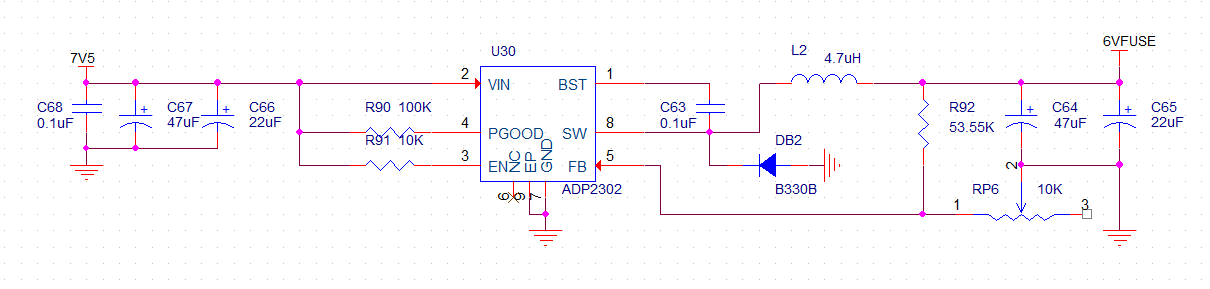 6VFUSE
U30
L2
7V5
4.7uH
2
VIN
BST
1
C68
0.1uF
C67
47uF
C66
22uF
R90 100K
4
PGOOD
SW
8
C63
0.1uF
R92
53.55K
C64
47uF
C65
22uF
R91 10K
3
EN
NC
EP
GND
FB
5
DB2
B330B
ADP2302
6
9
7
2
RP6
10K
1
3